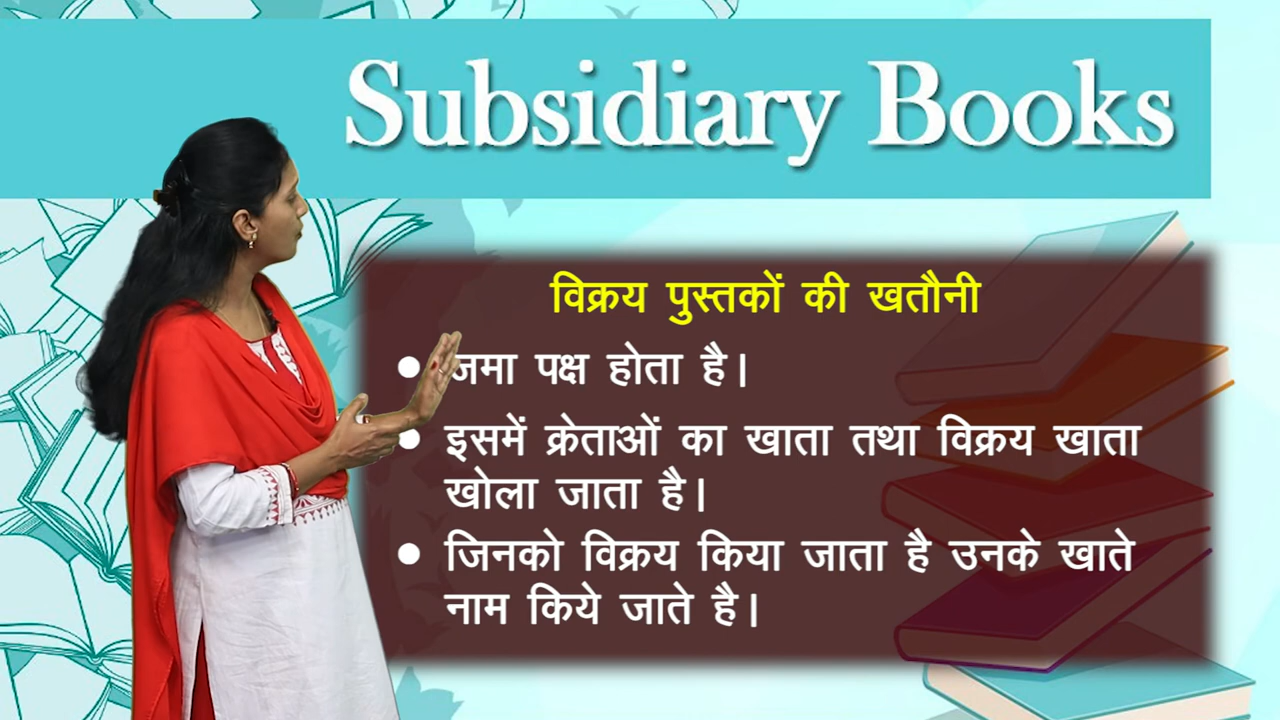 Subsidiary Books
विक्रय पुस्तकों की खतौनी
• जमा पक्ष होता है।
• इसमें क्रेताओं का खाता तथा विक्रय खाता
खोला जाता है।
• जिनको विक्रय किया जाता है उनके खाते
नाम किये जाते है।